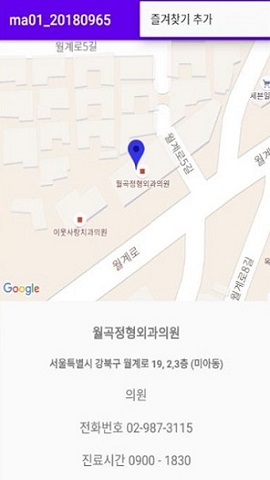 ma01_20180965
즐겨찾기 추가
월계로5길
세븐일
월계로5길
월곡정형외과의원
이웃사랑치과의원
월계로
월계로8길
Google
월곡정형외과의원
서울특별시 강북구 월계로 19, 2,3층 (미아동)
의원
전화번호 02-987-3115
진료시간 0900 - 1830